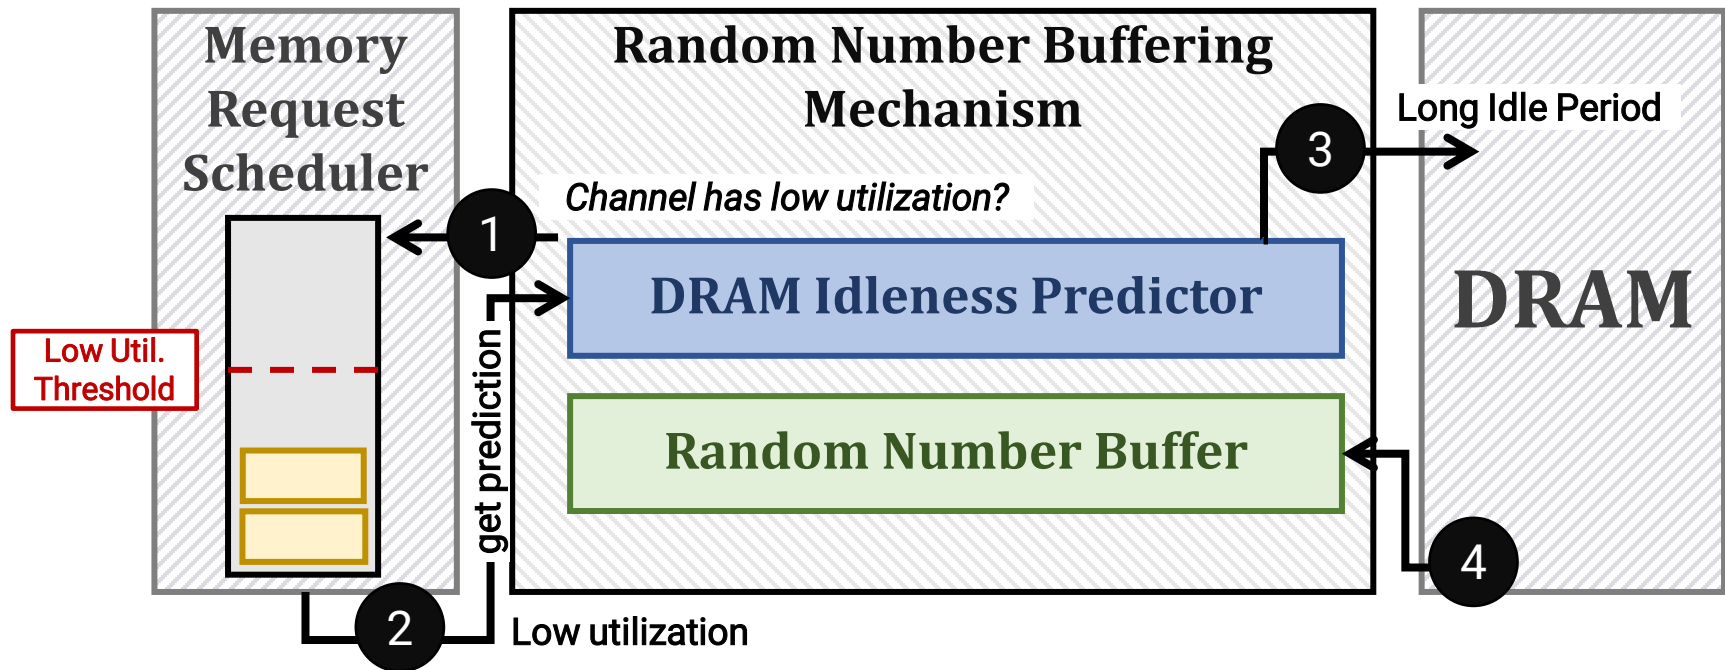 Memory
Request
Scheduler
Low Util.
Threshold
Random Number Buffering
Mechanism
1
Channel has low utilization?
DRAM Idleness Predictor
Random Number Buffer
get prediction
2
Low utilization
3
Long Idle Period
DRAM
4